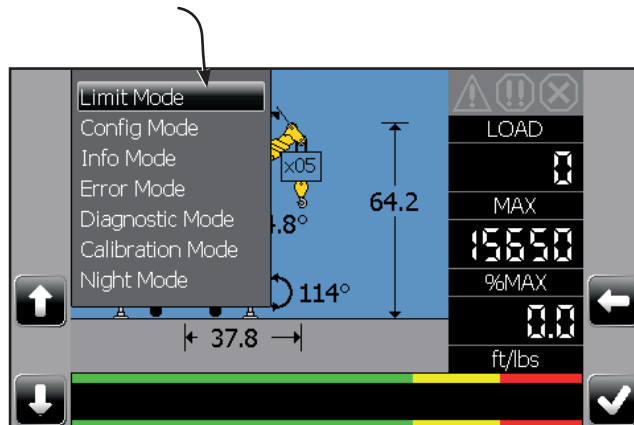 Limit Mode
Config Mode
Info Mode
Error Mode
Diagnostic Mode
Calibration Mode
Night Mode
x05
4.8°
64.2
114°
37.8
LOAD
0
MAX
15650
%MAX
0.0
ft/lbs